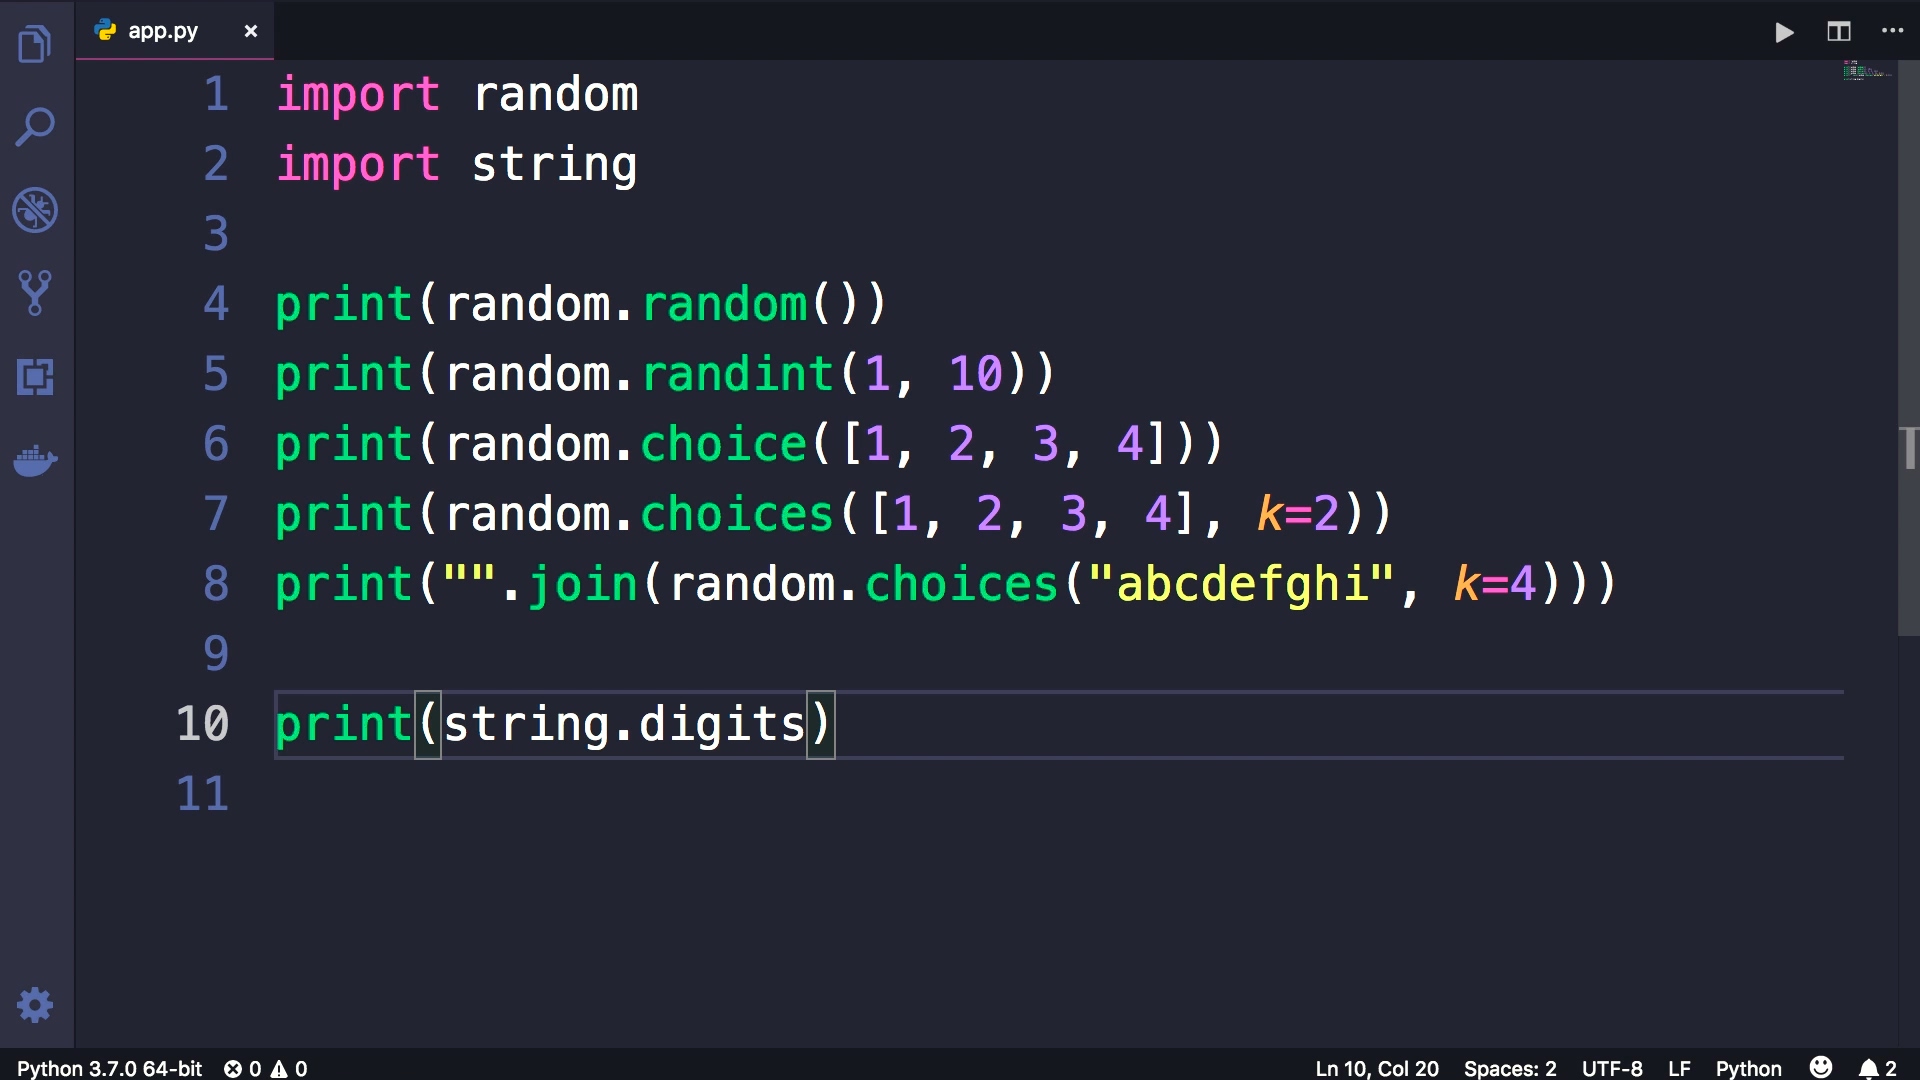 app.py
1 import random
2 import string
3
4 print(random.random())
5 print(random.randint(1, 10))
6 print(random.choice([1, 2, 3, 4]))
7 print(random.choices([1, 2, 3, 4], k=2))
8 print("".join(random.choices("abcdefghi", k=4)))
9
10 print(string.digits)
11
Python 3.7.0 64-bit 0 0 Ln 10, Col 20 Spaces: 2 UTF-8 LF Python 2